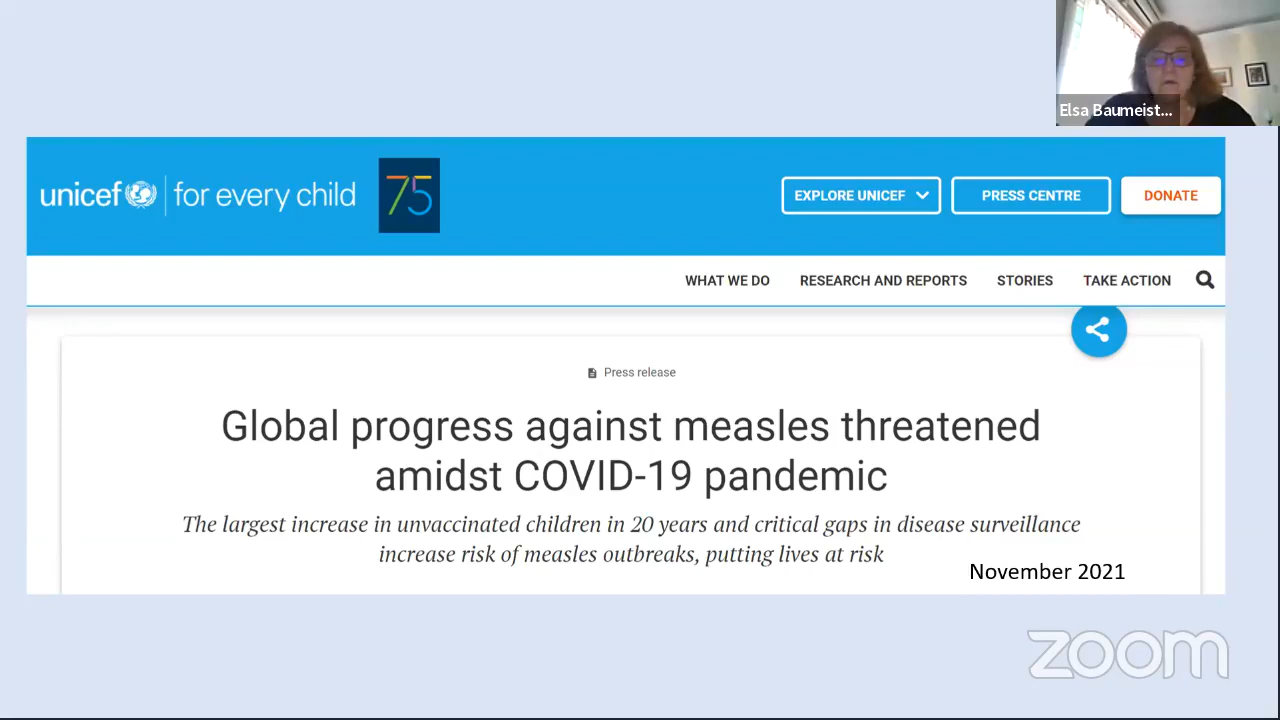 Elsa Baumeist...
unicef for every child
75
EXPLORE UNICEF
PRESS CENTRE
DONATE
WHAT WE DO
RESEARCH AND REPORTS
STORIES
TAKE ACTION
Press release
Global progress against measles threatened
amidst COVID-19 pandemic
The largest increase in unvaccinated children in 20 years and critical gaps in disease surveillance
increase risk of measles outbreaks, putting lives at risk
November 2021
zoom